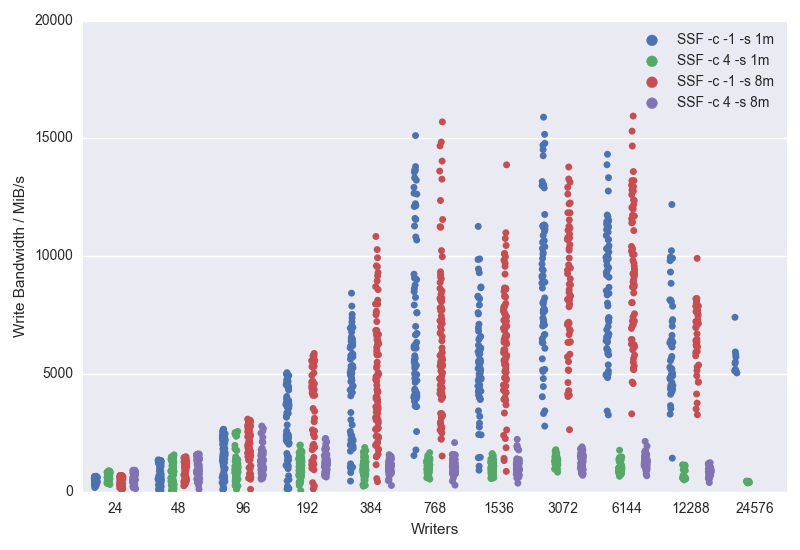 20000
15000
10000
5000
0
Write Bandwidth / MiB/s
SSF -c -1 -s 1m
SSF -c 4 -s 1m
SSF -c -1 -s 8m
SSF -c 4 -s 8m
24 48 96 192 384 768 1536 3072 6144 12288 24576
Writers